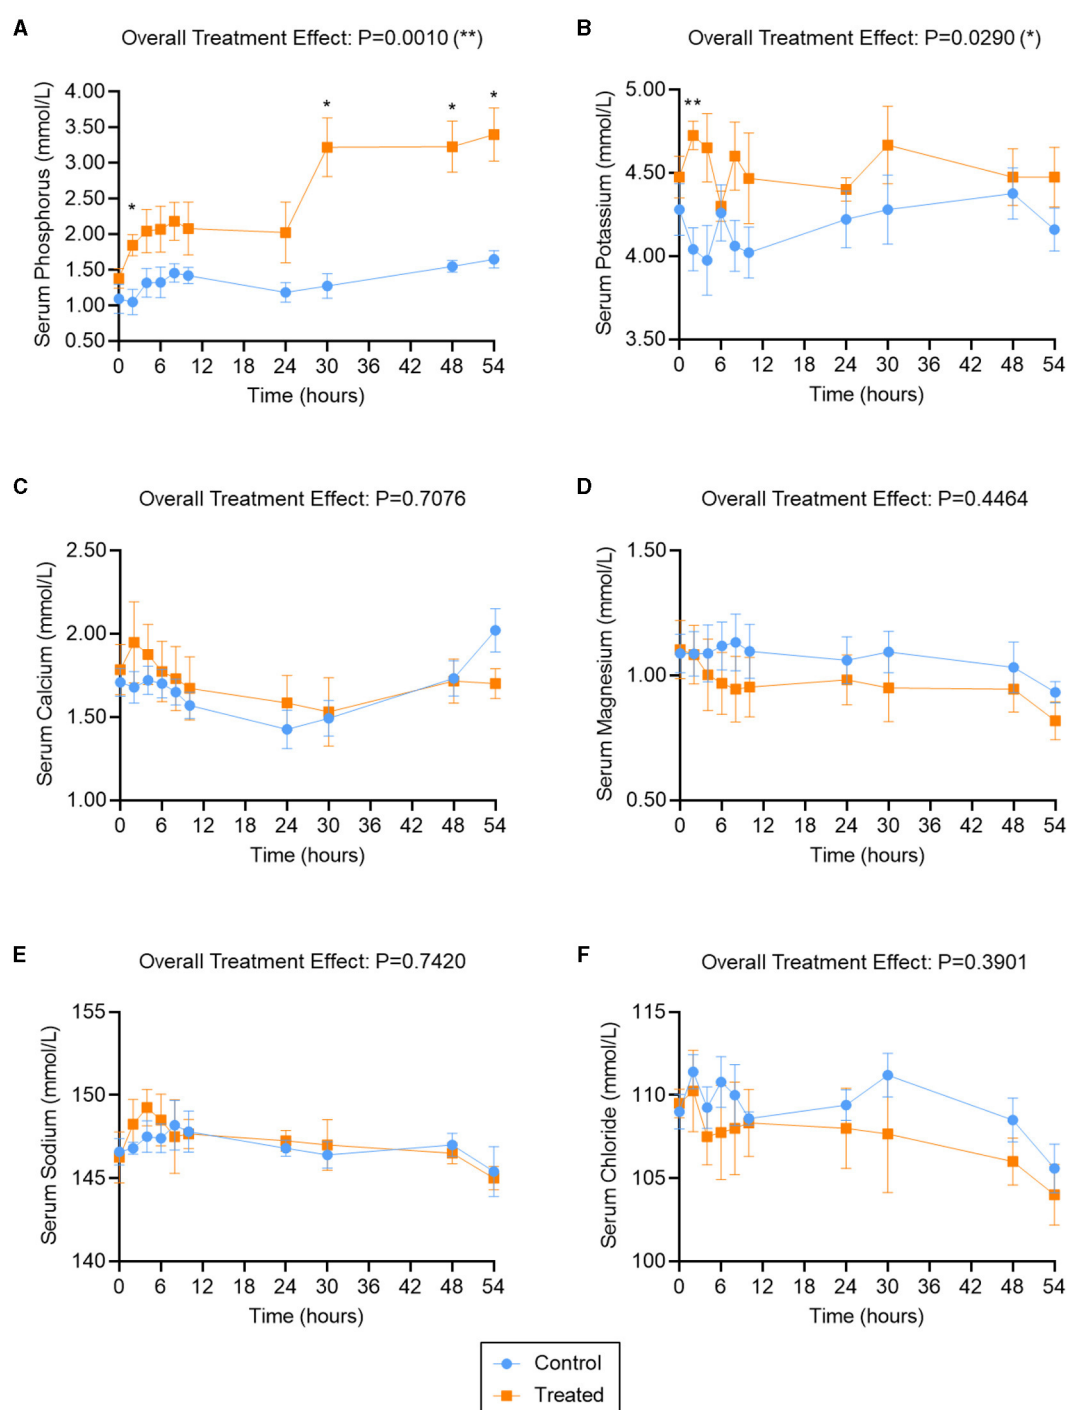 A
Overall Treatment Effect: P=0.0010 (**)
Serum Phosphorus (mmol/L)
4.00
3.50
3.00
2.50
2.00
1.50
1.00
0.50
*
*
*
*
0 6 12 18 24 30 36 42 48 54
Time (hours)
B
Overall Treatment Effect: P=0.0290 (*)
Serum Potassium (mmol/L)
5.00
4.50
4.00
3.50
**
0 6 12 18 24 30 36 42 48 54
Time (hours)
C
Overall Treatment Effect: P=0.7076
Serum Calcium (mmol/L)
2.50
2.00
1.50
1.00
0 6 12 18 24 30 36 42 48 54
Time (hours)
D
Overall Treatment Effect: P=0.4464
Serum Magnesium (mmol/L)
1.50
1.00
0.50
0 6 12 18 24 30 36 42 48 54
Time (hours)
E
Overall Treatment Effect: P=0.7420
Serum Sodium (mmol/L)
155
150
145
140
0 6 12 18 24 30 36 42 48 54
Time (hours)
F
Overall Treatment Effect: P=0.3901
Serum Chloride (mmol/L)
115
110
105
100
0 6 12 18 24 30 36 42 48 54
Time (hours)
Control
Treated